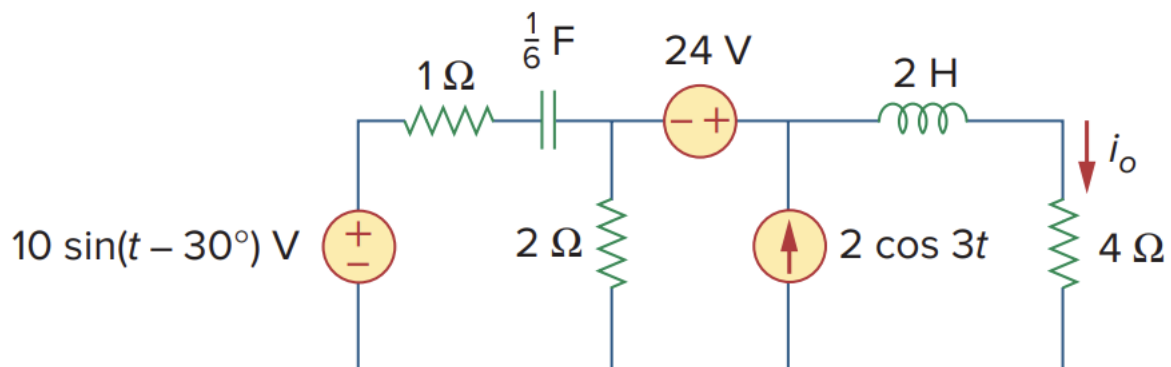 1/6 F
1 Ω
24 V
2 H
− +
i_o
10 sin(t – 30°) V
+
−
2 Ω
2 cos 3t
4 Ω